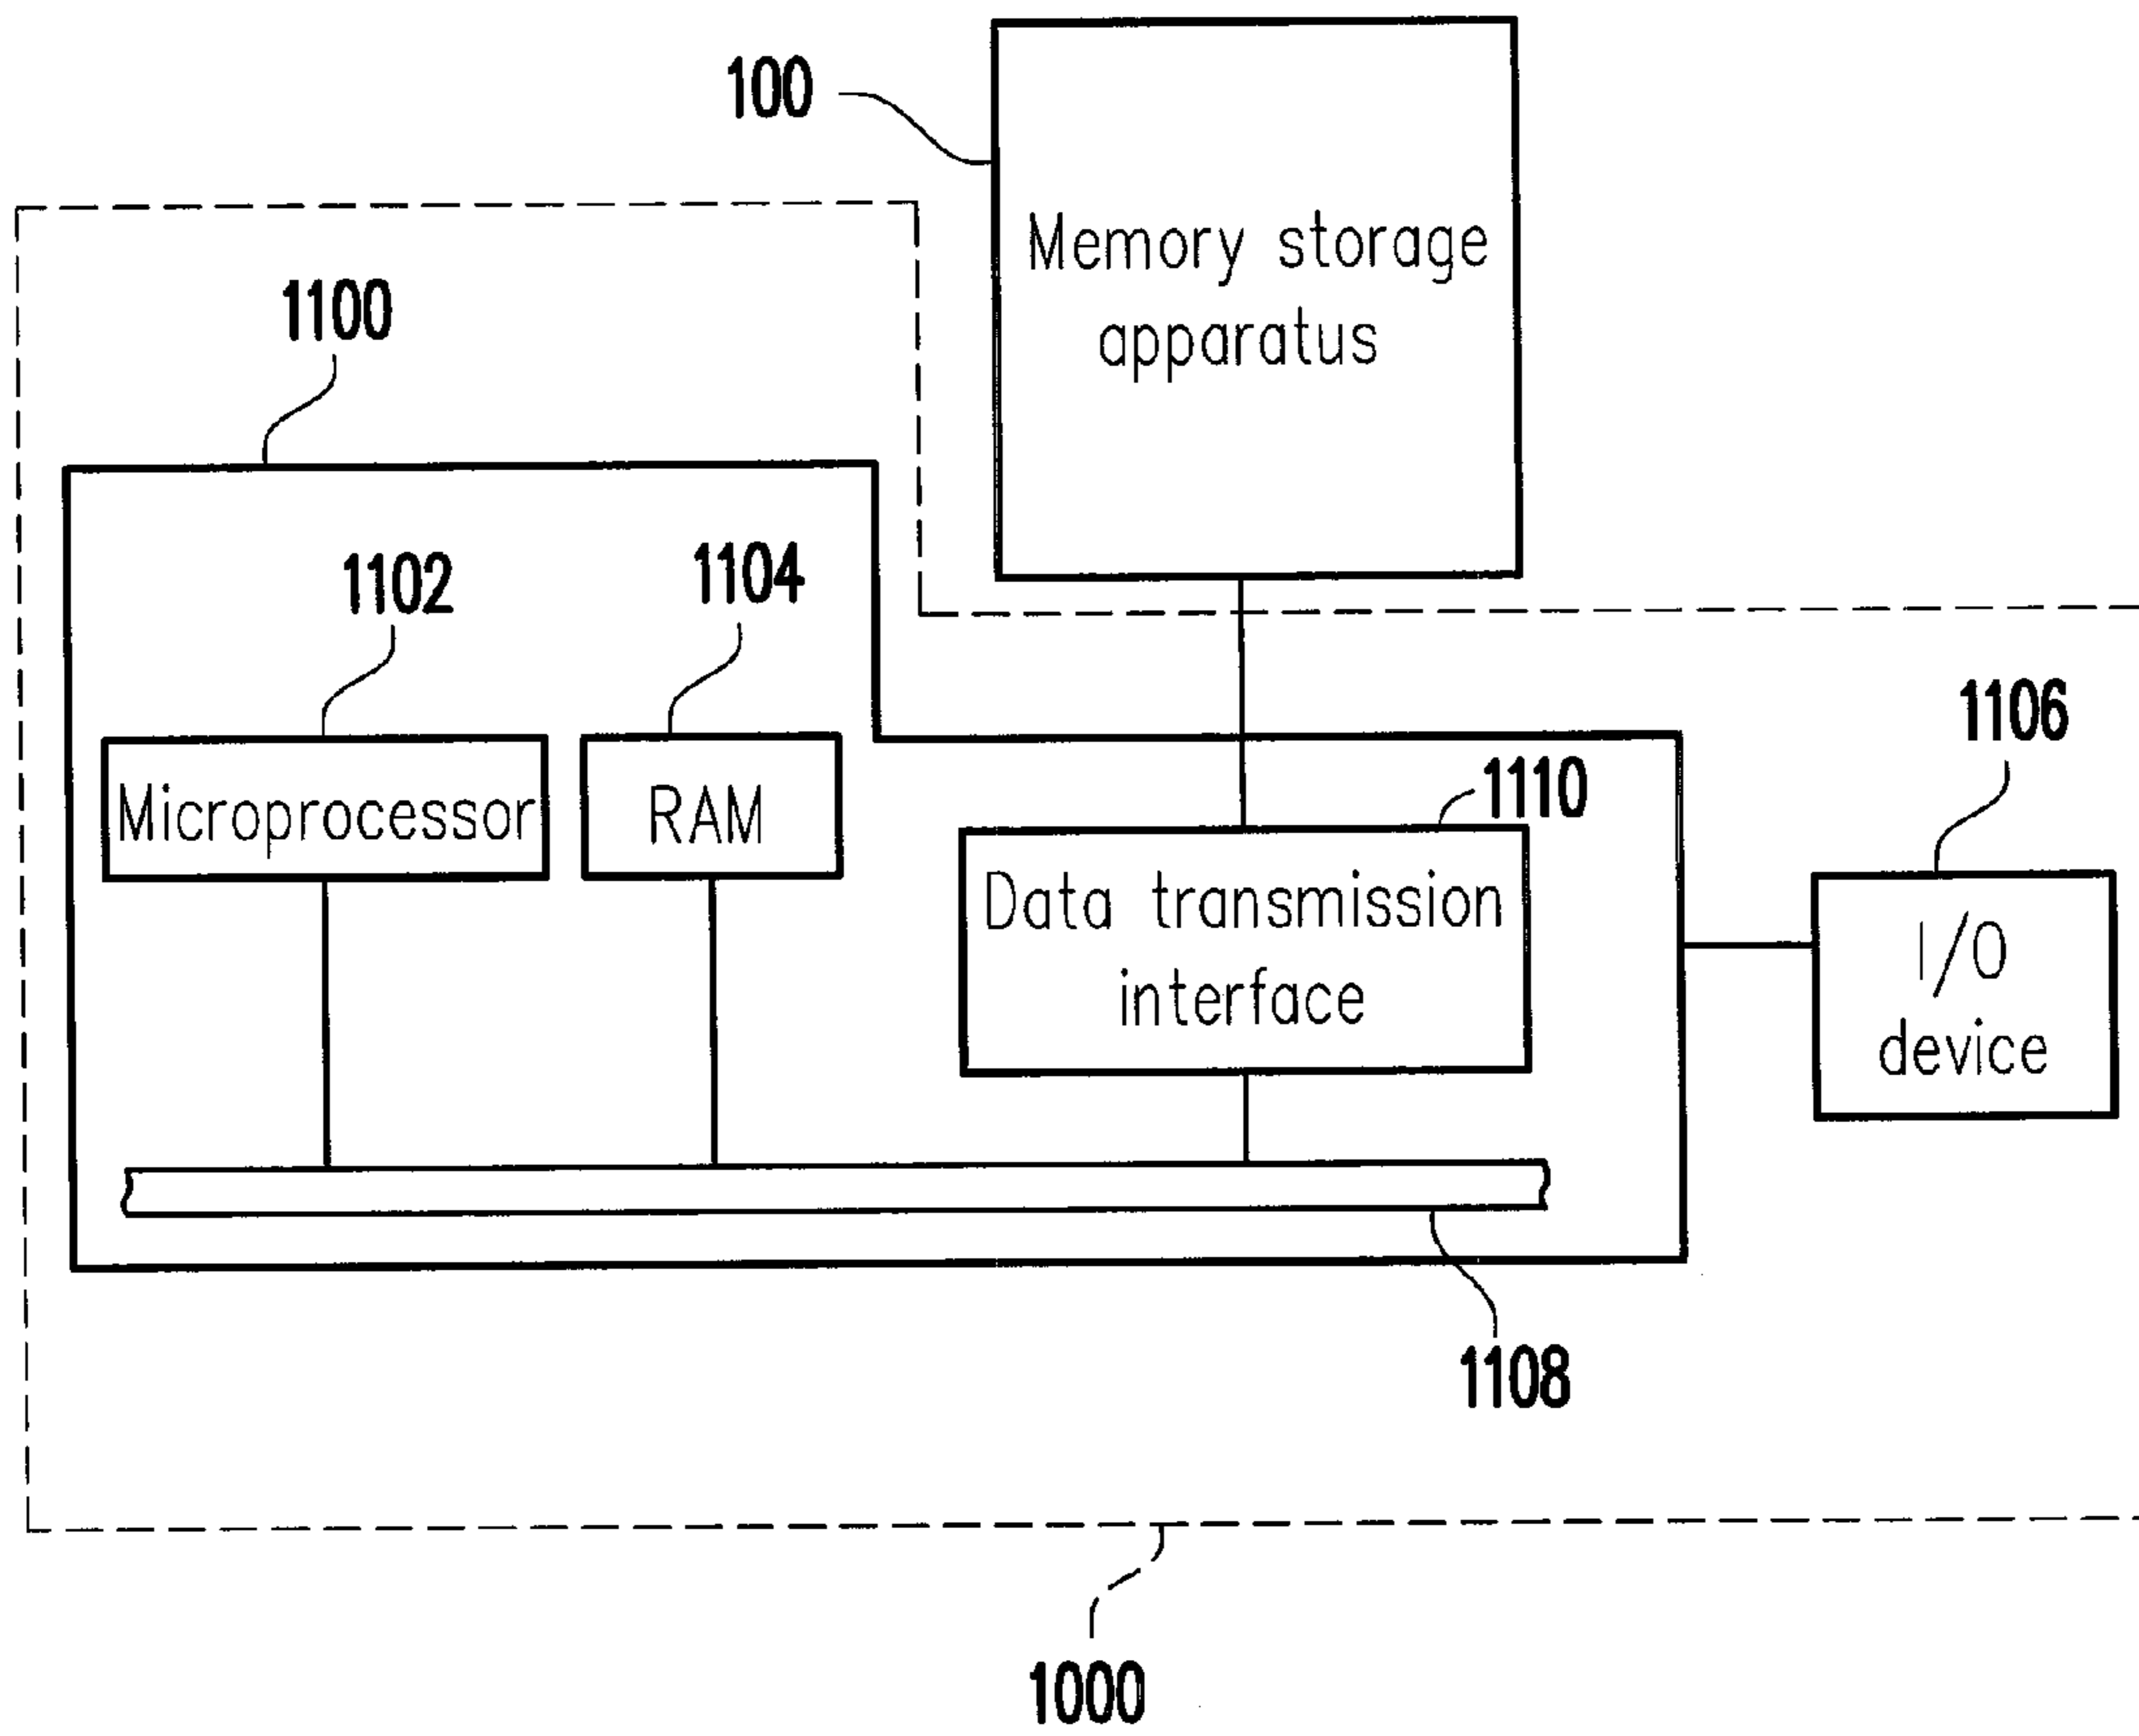 100
Memory storage
apparatus
1100
1102
1104
1106
Microprocessor
RAM
1110
Data transmission
interface
I/O
device
1108
1000